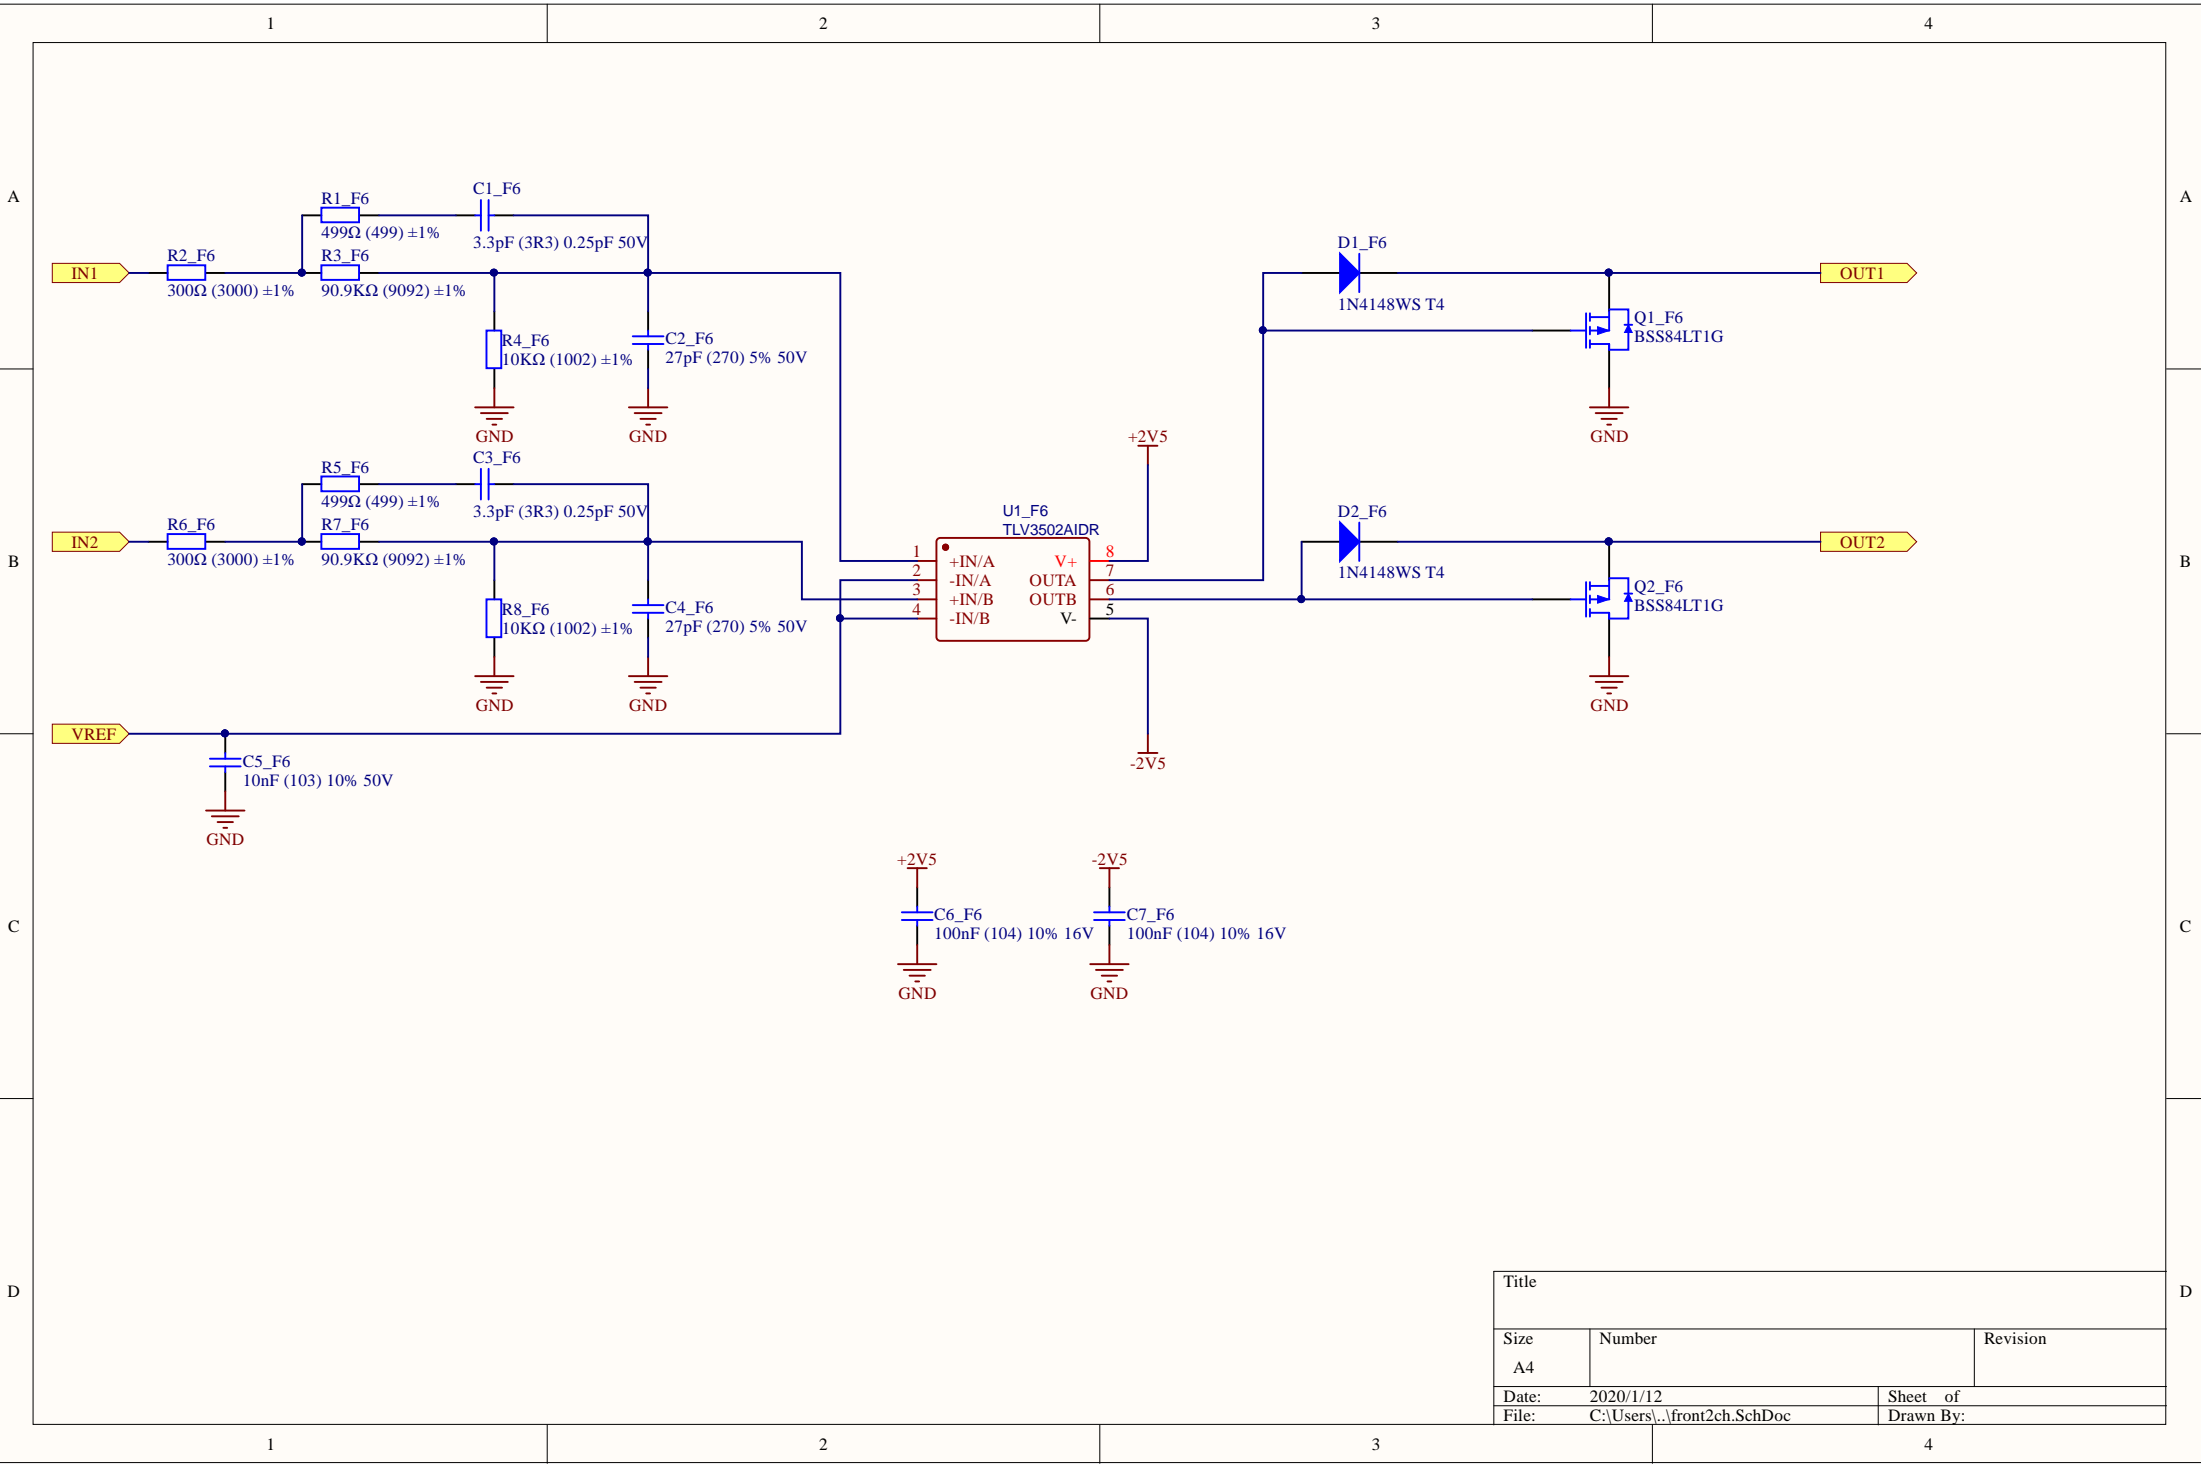 1 2 3 4
A A
C1_F6
R1_F6
499Ω (499) ±1%
3.3pF (3R3) 0.25pF 50V
R2_F6
R3_F6
IN1
300Ω (3000) ±1%
90.9KΩ (9092) ±1%
R4_F6
10KΩ (1002) ±1%
C2_F6
27pF (270) 5% 50V
GND
GND
D1_F6
1N4148WS T4
OUT1
Q1_F6
BSS84LT1G
GND
B B
C3_F6
R5_F6
499Ω (499) ±1%
3.3pF (3R3) 0.25pF 50V
R6_F6
R7_F6
IN2
300Ω (3000) ±1%
90.9KΩ (9092) ±1%
R8_F6
10KΩ (1002) ±1%
C4_F6
27pF (270) 5% 50V
GND
GND
+2V5
U1_F6
TLV3502AIDR
1 +IN/A V+ 8
2 -IN/A OUTA 7
3 +IN/B OUTB 6
4 -IN/B V- 5
-2V5
D2_F6
1N4148WS T4
OUT2
Q2_F6
BSS84LT1G
GND
VREF
C5_F6
10nF (103) 10% 50V
GND
C C
+2V5
C6_F6
100nF (104) 10% 16V
GND
-2V5
C7_F6
100nF (104) 10% 16V
GND
D D
Title
Size Number Revision
A4
Date: 2020/1/12 Sheet of
File: C:\Users\..\front2ch.SchDoc Drawn By:
1 2 3 4